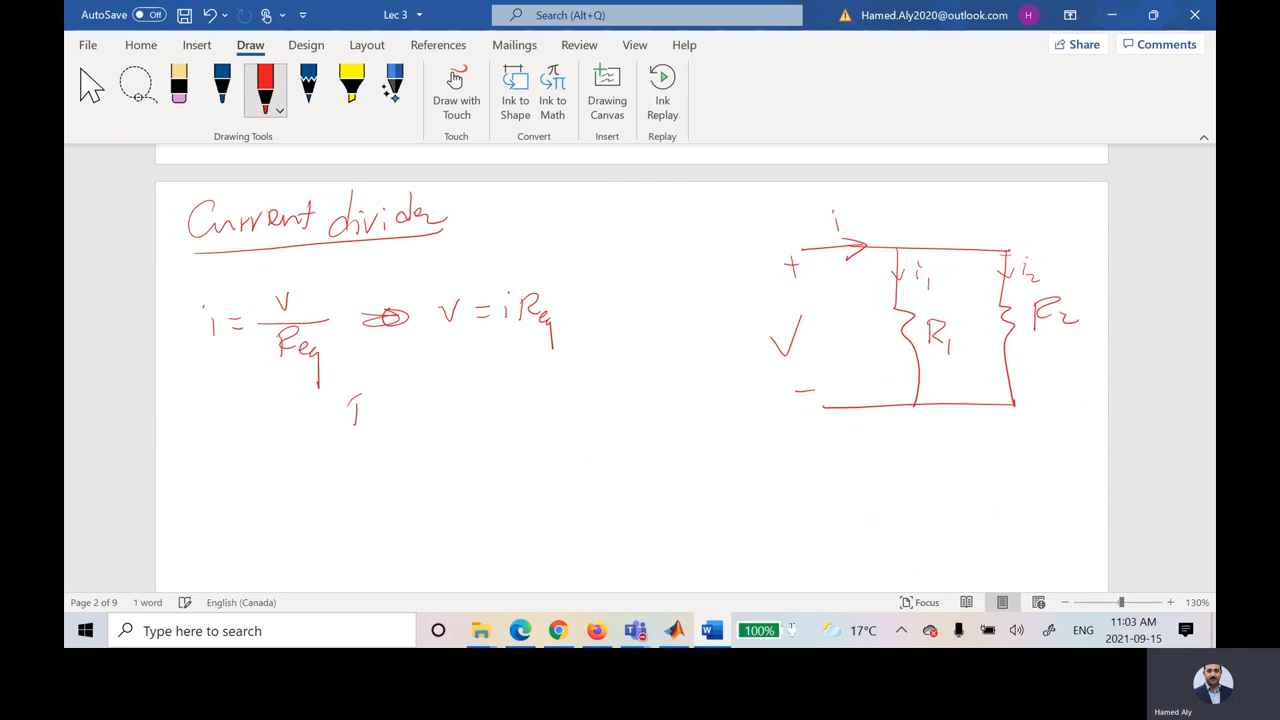 AutoSave Off Lec 3 Search (Alt+Q) Hamed.Aly2020@outlook.com H
File Home Insert Draw Design Layout References Mailings Review View Help Share Comments
Draw with Touch
Ink to Shape
Ink to Math
Drawing Canvas
Ink Replay
Drawing Tools Touch Convert Insert Replay
Current divider
i = V / Req => V = i Req
I
i
+
i1
i2
V
R1
R2
-
Page 2 of 9 1 word English (Canada) Focus 130%
Type here to search 100% 17°C ENG 11:03 AM
2021-09-15
Hamed Aly